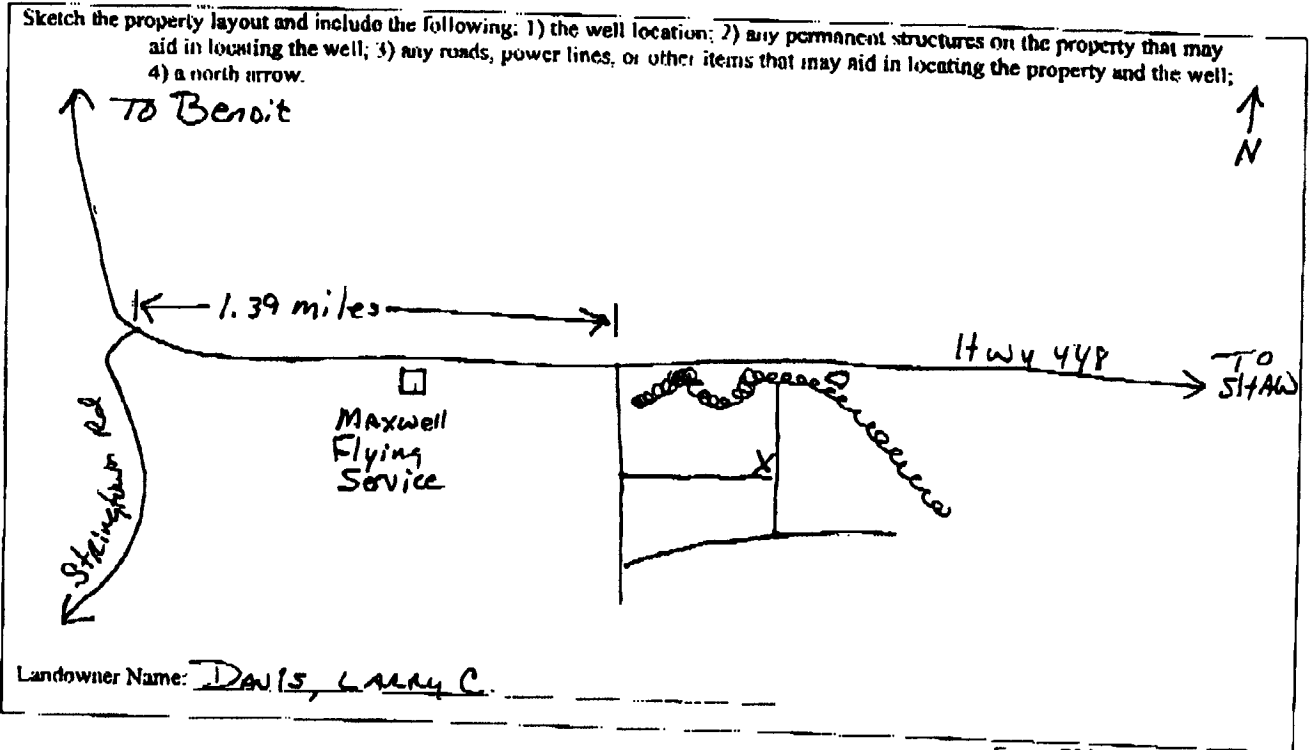 Sketch the property layout and include the following: 1) the well location; 2) any permanent structures on the property that may
aid in locating the well; 3) any roads, power lines, or other items that may aid in locating the property and the well;
4) a north arrow.
To Benoit
N
1.39 miles
Hwy 448
TO
SHAW
Maxwell
Flying
Service
X
Stringtown Rd
Landowner Name: DAVIS, LARRY C.